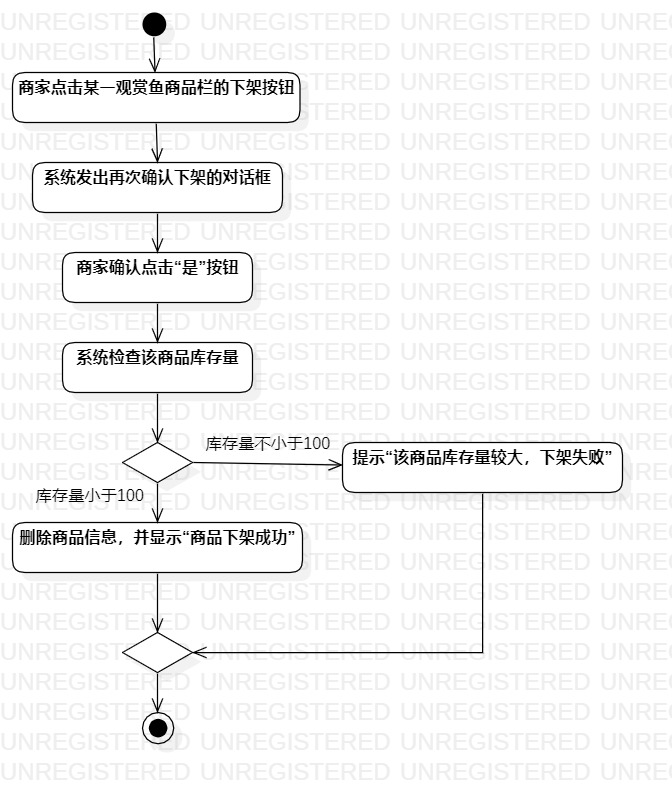 商家点击某一观赏鱼商品栏的下架按钮
系统发出再次确认下架的对话框
商家确认点击“是”按钮
系统检查该商品库存量
库存量不小于100
提示“该商品库存量较大，下架失败”
库存量小于100
删除商品信息，并显示“商品下架成功”